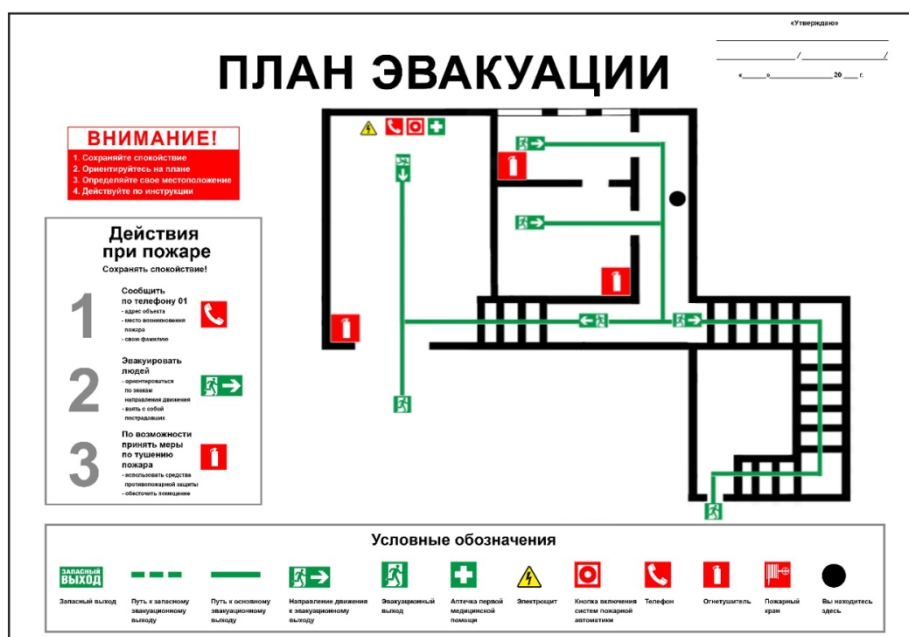 «Утверждаю»
/ /
« » 20 г.
ПЛАН ЭВАКУАЦИИ
ВНИМАНИЕ!
1. Сохраняйте спокойствие
2. Ориентируйтесь на плане
3. Определяйте свое местоположение
4. Действуйте по инструкции
Действия
при пожаре
Сохранять спокойствие!
1
Сообщить
по телефону 01
- адрес объекта
- место возникновения
пожара
- свою фамилию
2
Эвакуировать
людей
- ориентироваться
по знакам
направления движения
- взять с собой
пострадавших
3
По возможности
принять меры
по тушению
пожара
- использовать средства
противопожарной защиты
- обесточить помещение
Условные обозначения
ЗАПАСНЫЙ
ВЫХОД
Запасный выход
Путь к запасному
эвакуационному
выходу
Путь к основному
эвакуационному
выходу
Направление движения
к эвакуационному
выходу
Эвакуационный
выход
Аптечка первой
медицинской
помощи
Электрощит
Кнопка включения
систем пожарной
автоматики
Телефон
Огнетушитель
Пожарный
кран
Вы находитесь
здесь